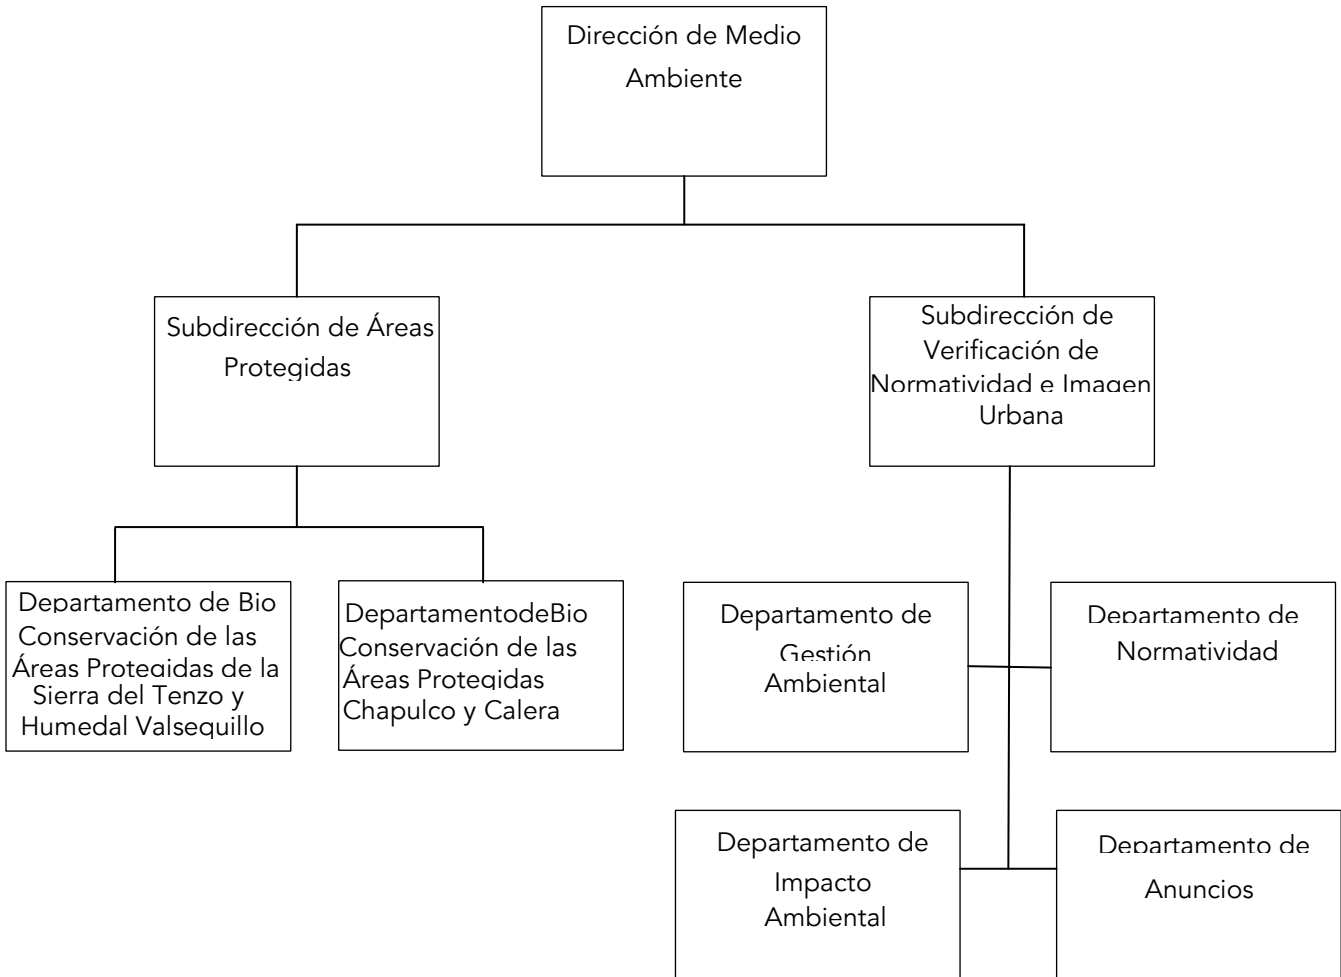 Dirección de Medio
Ambiente
Subdirección de Áreas
Protegidas
Subdirección de
Verificación de
Normatividad e Imagen
Urbana
Departamento de Bio
Conservación de las
Áreas Protegidas de la
Sierra del Tenzo y
Humedal Valsequillo
DepartamentodeBio
Conservación de las
Áreas Protegidas
Chapulco y Calera
Departamento de
Gestión
Ambiental
Departamento de
Normatividad
Departamento de
Impacto
Ambiental
Departamento de
Anuncios